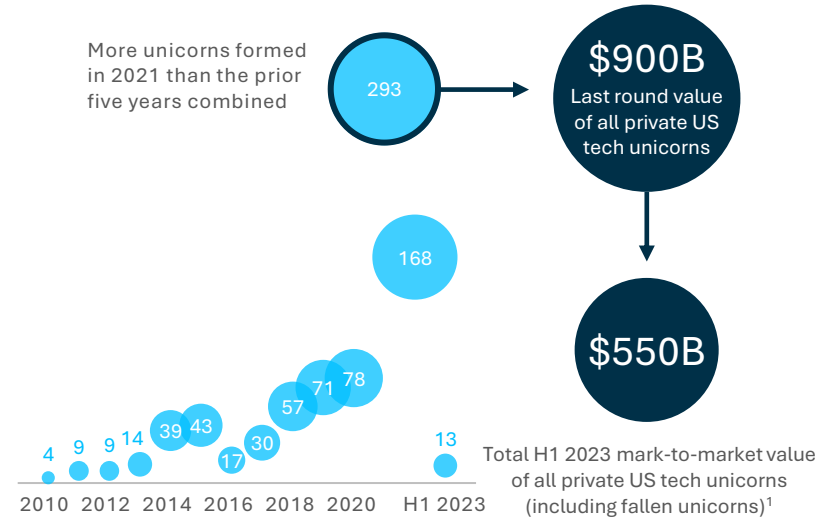 More unicorns formed
in 2021 than the prior
five years combined
293
$900B
Last round value
of all private US
tech unicorns
168
$550B
78
71
57
43
39
30
17
14
9
9
4
13
2010 2012 2014 2016 2018 2020 H1 2023
Total H1 2023 mark-to-market value
of all private US tech unicorns
(including fallen unicorns)¹